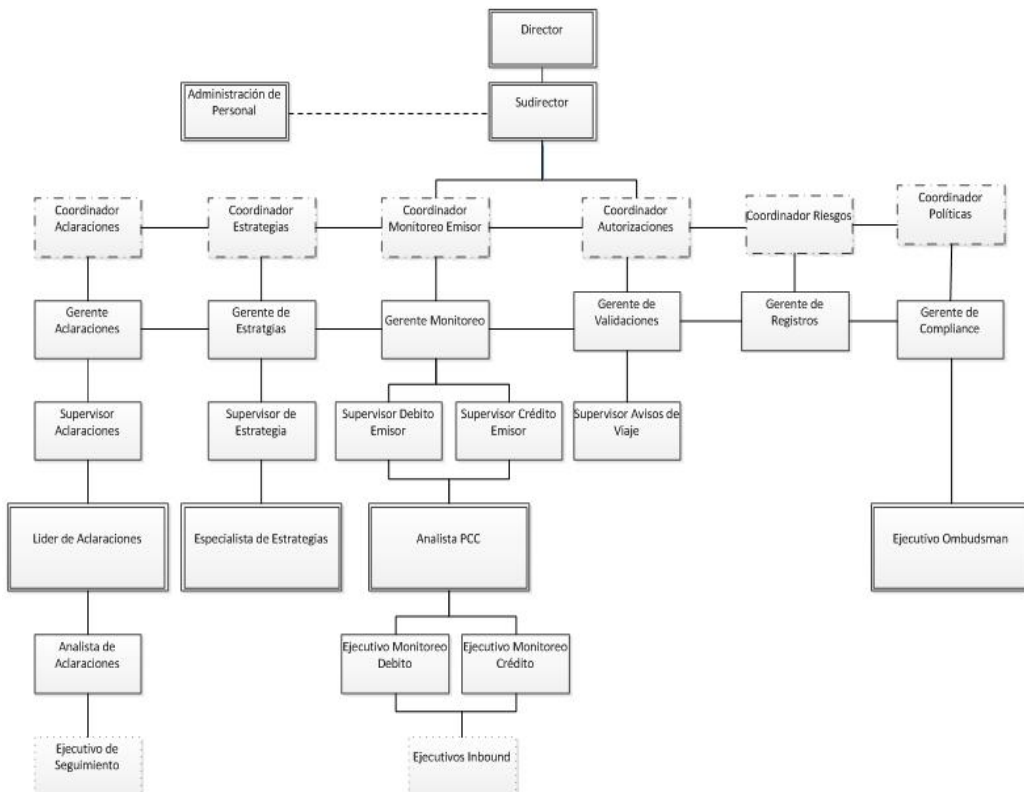 Director
Administración de
Personal
Sudirector
Coordinador
Aclaraciones
Coordinador
Estrategias
Coordinador
Monitoreo Emisor
Coordinador
Autorizaciones
Coordinador Riesgos
Coordinador
Políticas
Gerente
Aclaraciones
Gerente de
Estratgias
Gerente Monitoreo
Gerente de
Validaciones
Gerente de
Registros
Gerente de
Compliance
Supervisor
Aclaraciones
Supervisor de
Estrategia
Supervisor Debito
Emisor
Supervisor Crédito
Emisor
Supervisor Avisos de
Viaje
Lider de Aclaraciones
Especialista de Estrategias
Analista PCC
Ejecutivo Ombudsman
Analista de
Aclaraciones
Ejecutivo Monitoreo
Debito
Ejecutivo Monitoreo
Crédito
Ejecutivo de
Seguimiento
Ejecutivos Inbound